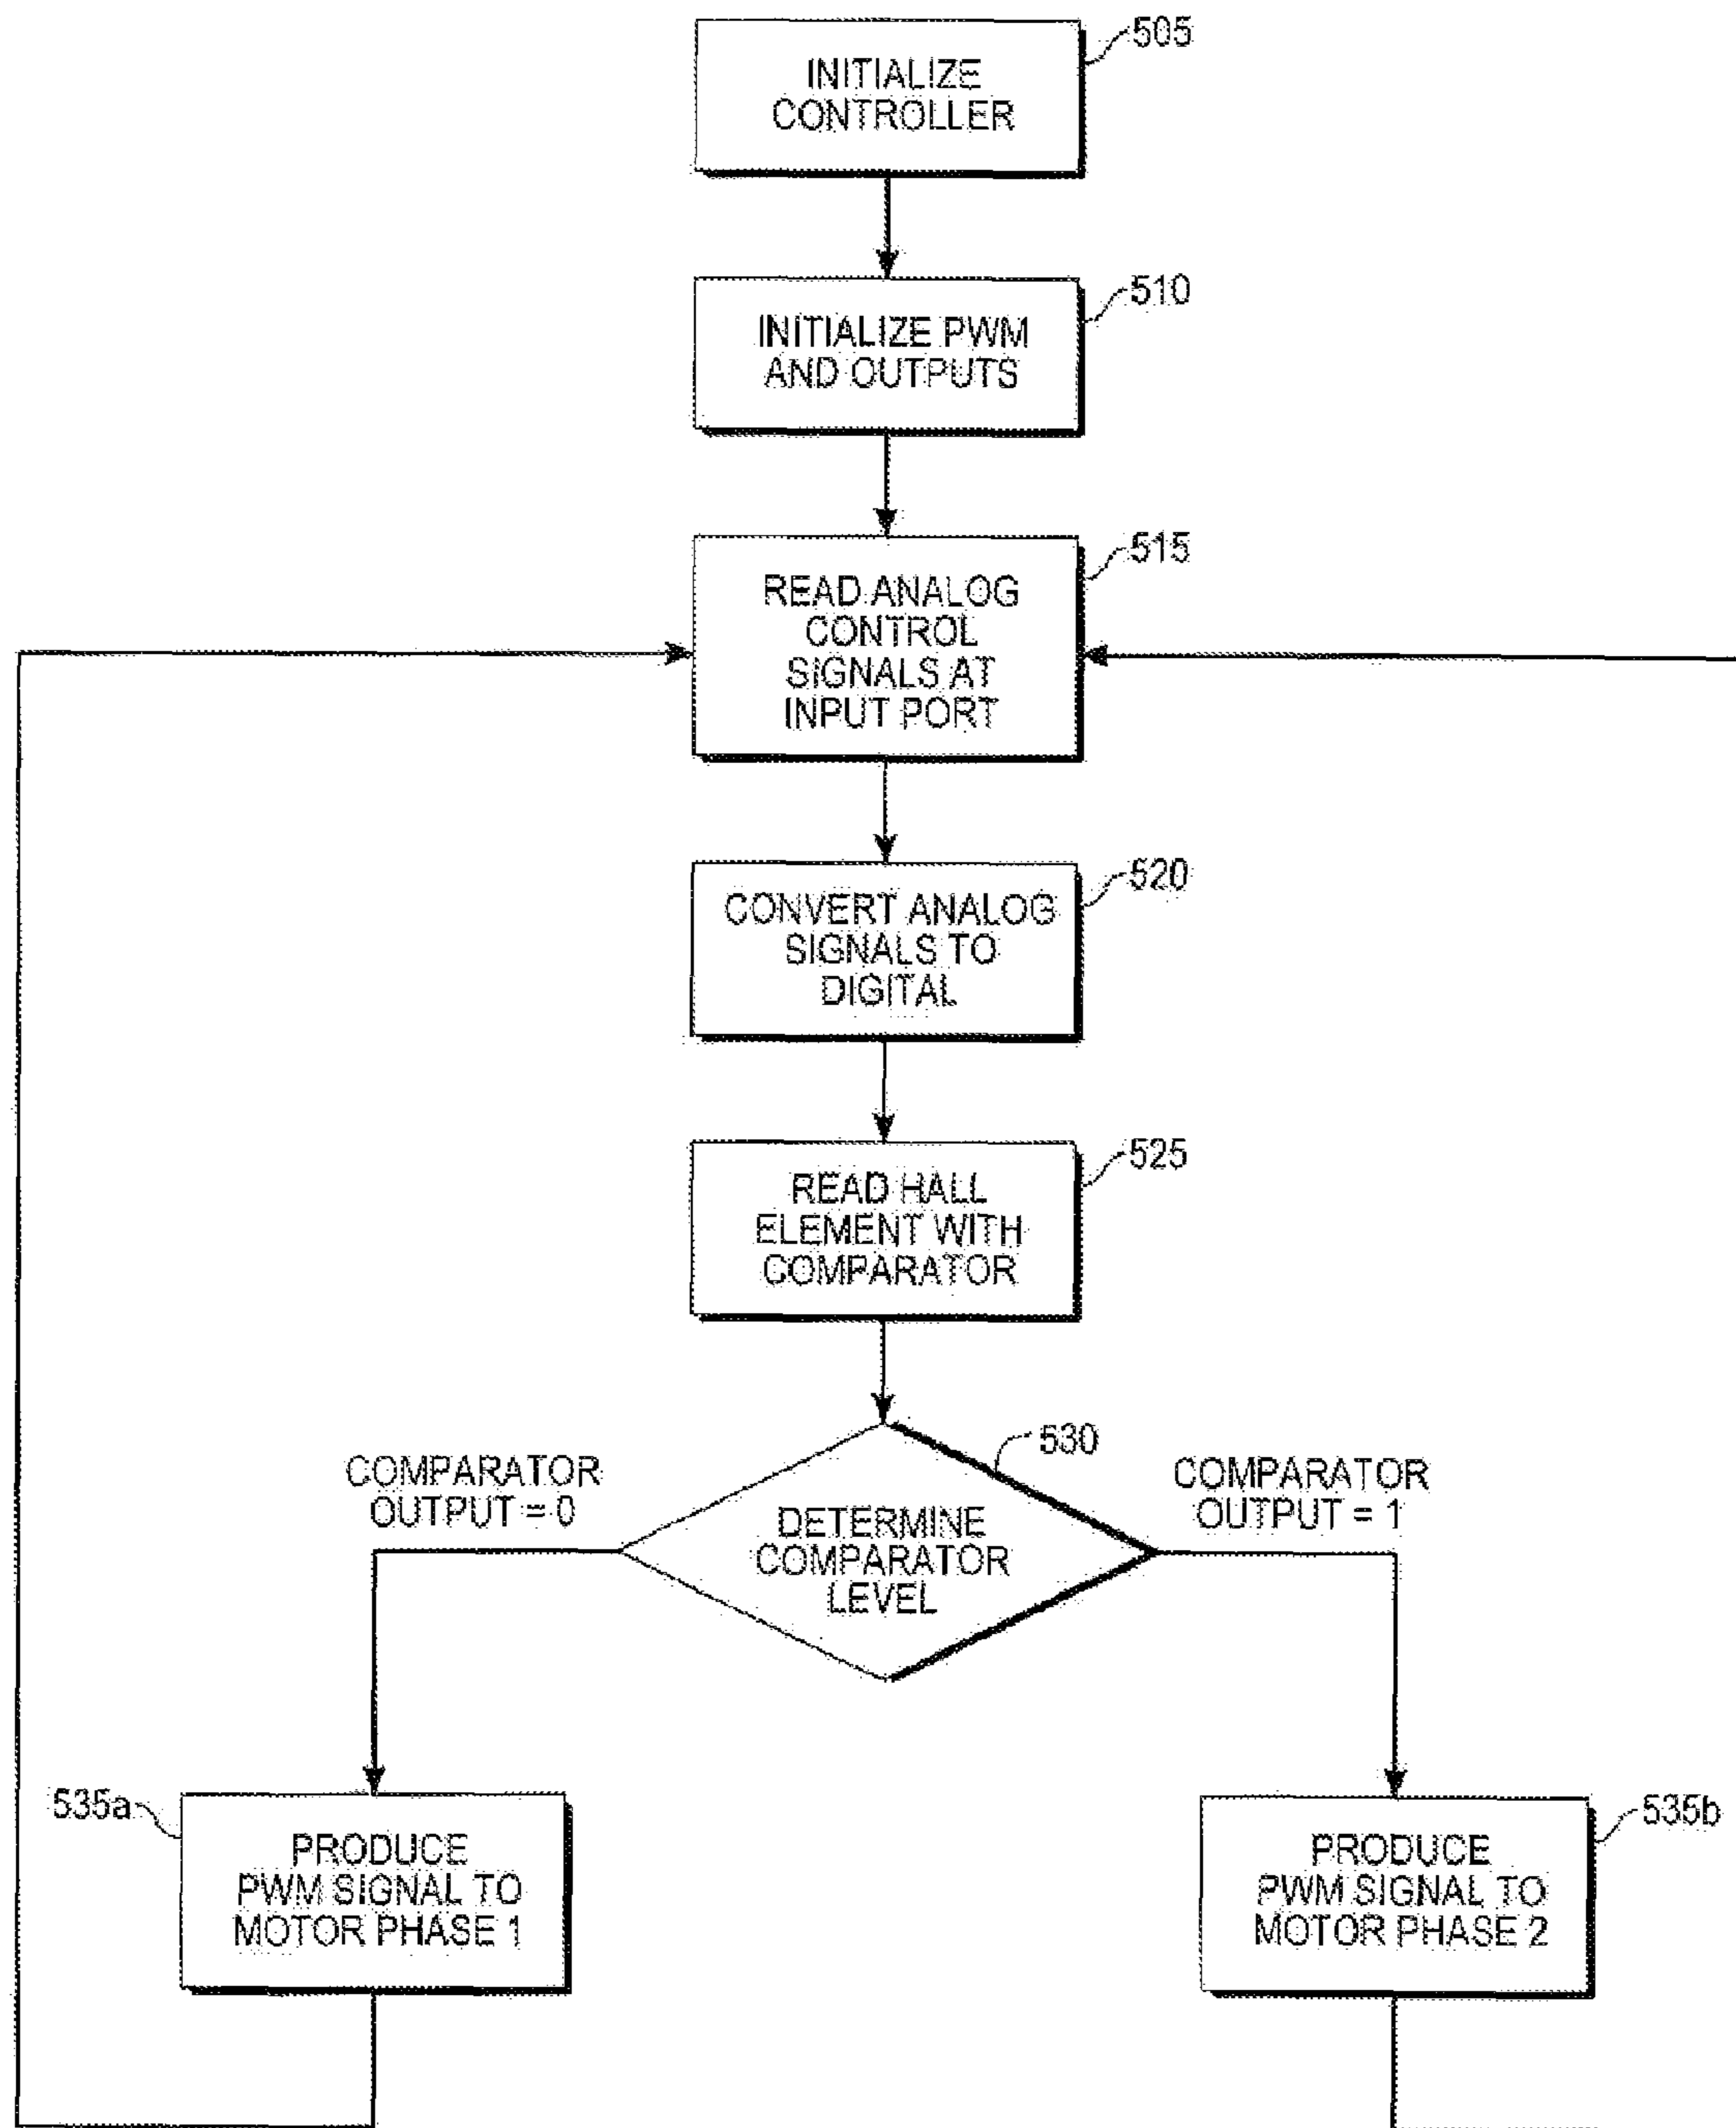 505
INITIALIZE
CONTROLLER
510
INITIALIZE PWM
AND OUTPUTS
515
READ ANALOG
CONTROL
SIGNALS AT
INPUT PORT
520
CONVERT ANALOG
SIGNALS TO
DIGITAL
525
READ HALL
ELEMENT WITH
COMPARATOR
530
COMPARATOR
OUTPUT = 0
DETERMINE
COMPARATOR
LEVEL
COMPARATOR
OUTPUT = 1
535a
PRODUCE
PWM SIGNAL TO
MOTOR PHASE 1
535b
PRODUCE
PWM SIGNAL TO
MOTOR PHASE 2